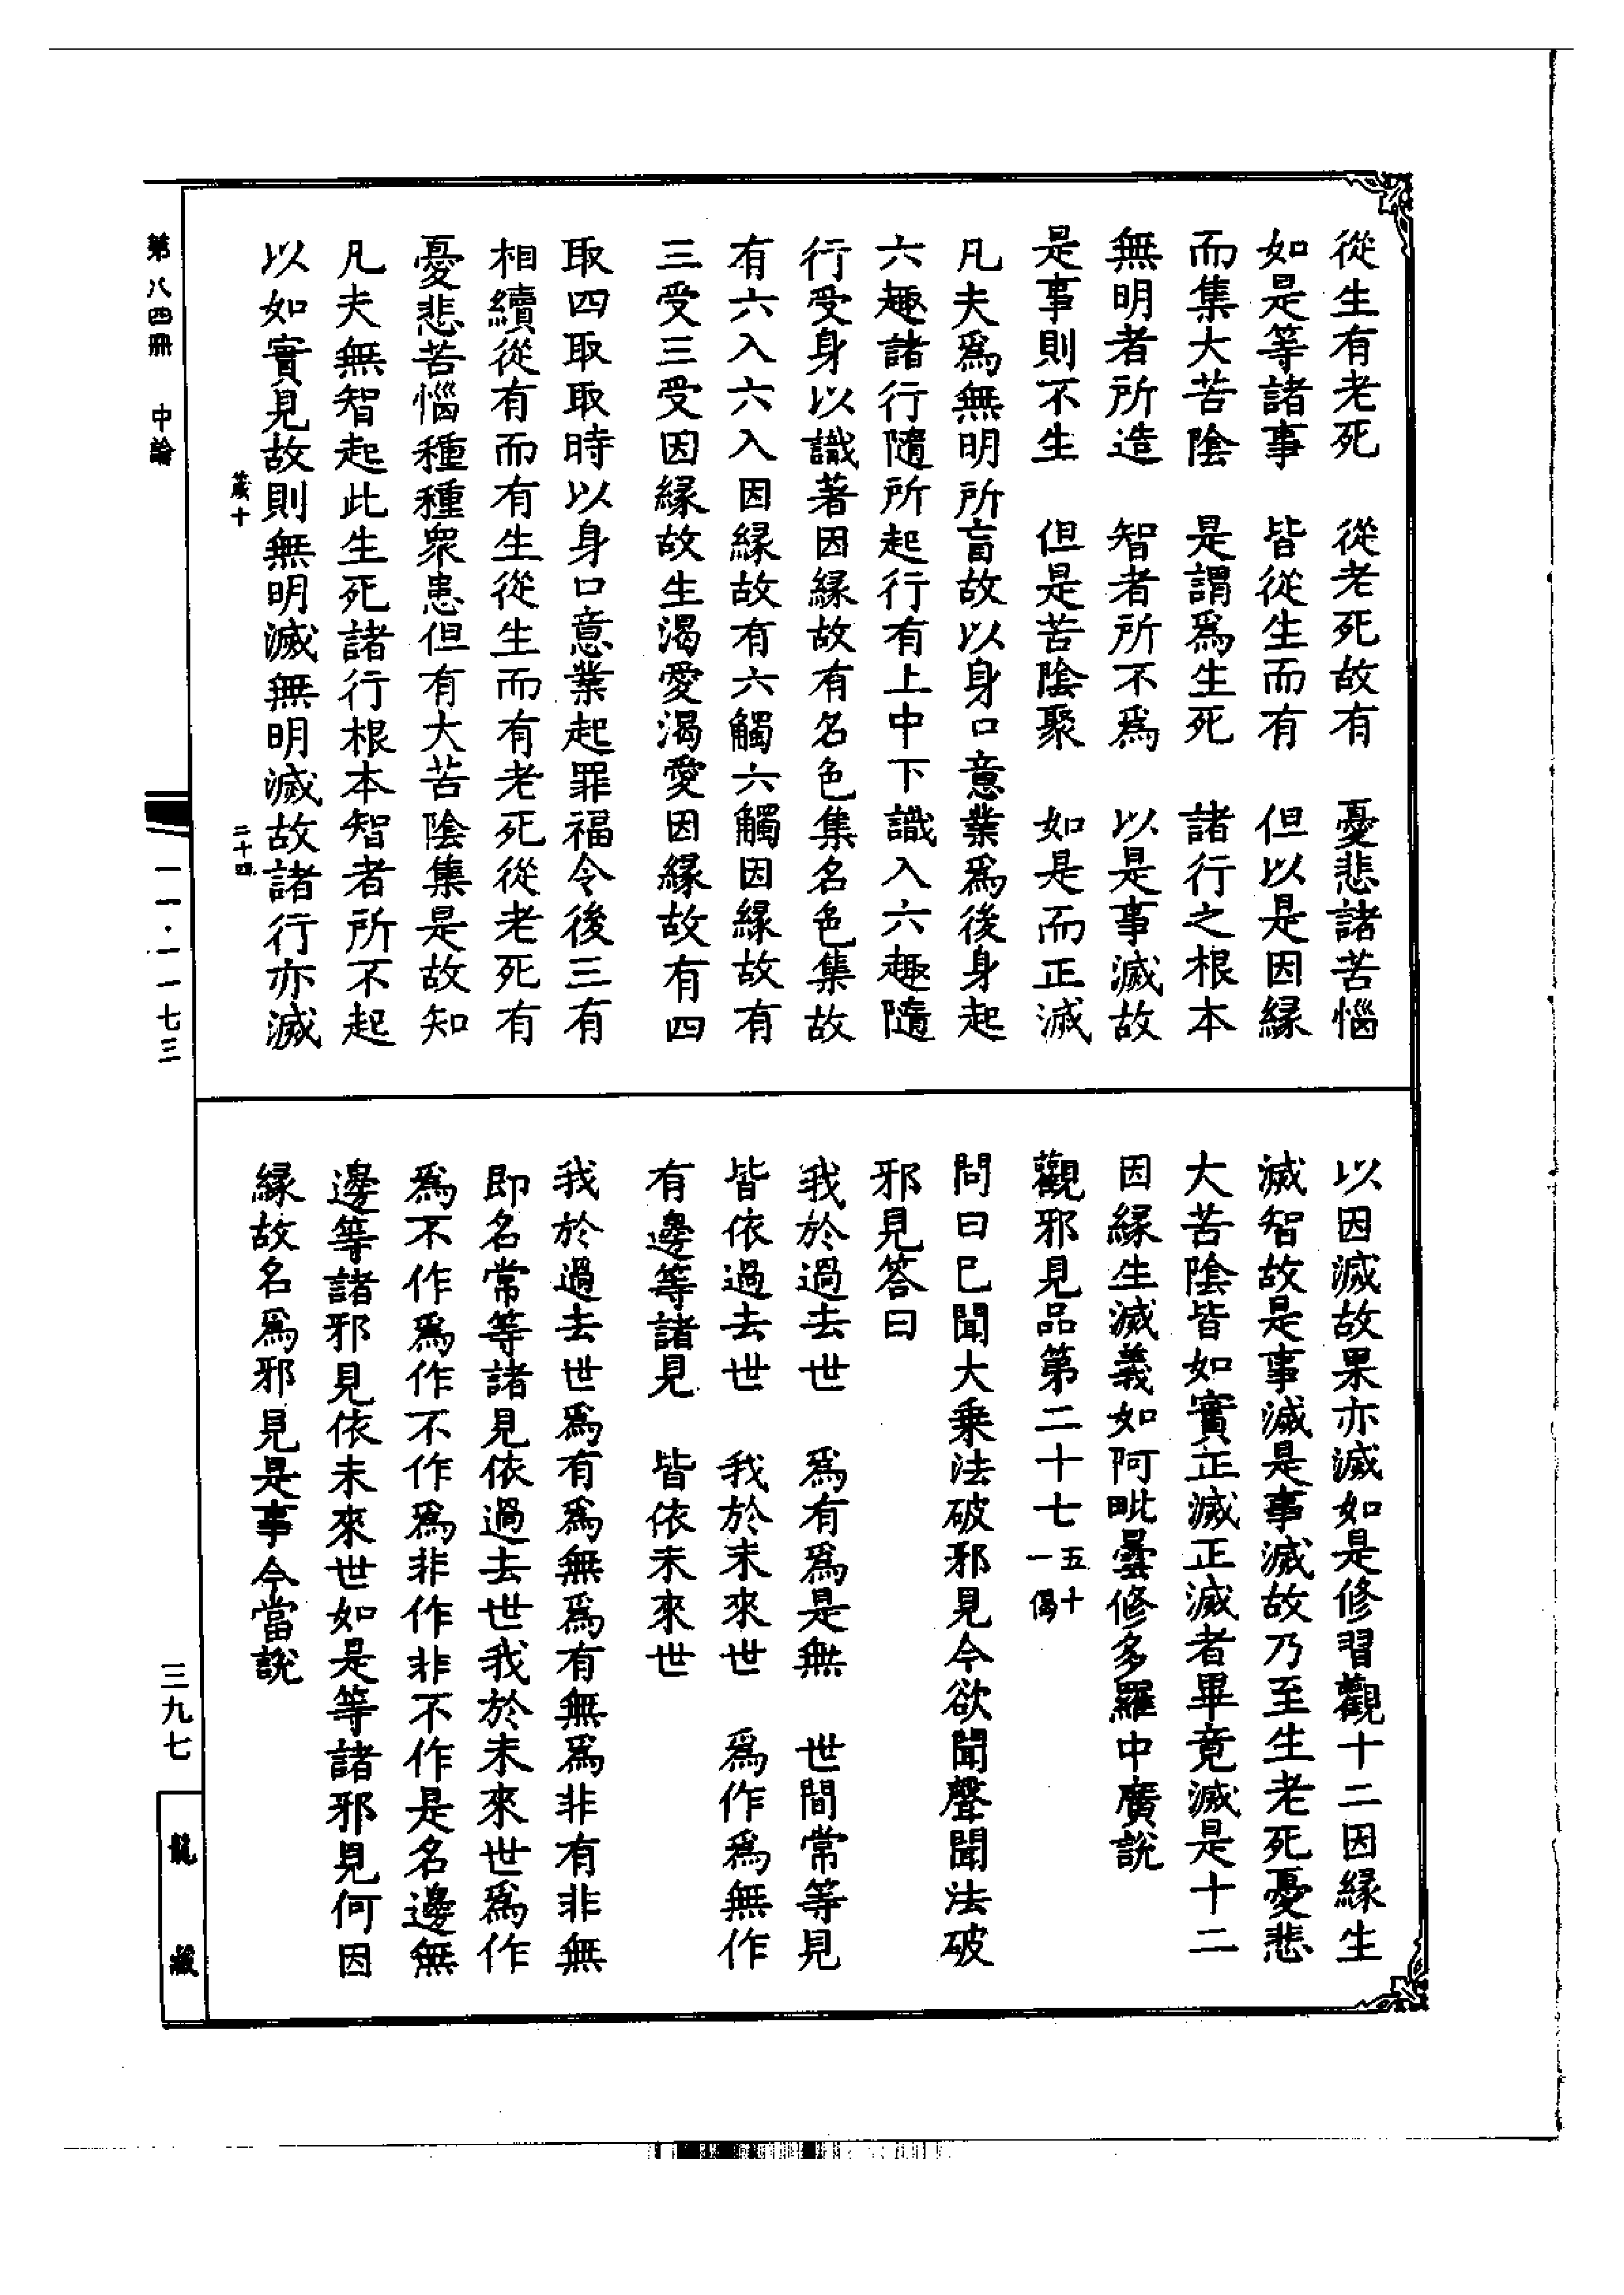 從生有老死　從老死故有　憂悲諸苦惱
如是等諸事　皆從生而有　但以是因緣
而集大苦陰　是謂爲生死　諸行之根本
無明者所造　智者所不爲　以是事滅故
是事則不生　但是苦陰聚　如是而正滅
凡夫爲無明所盲故以身口意業爲後身起
六趣諸行隨所起行有上中下識入六趣隨
行受身以識著因緣故有名色集名色集故
有六入六入因緣故有六觸六觸因緣故有
三受三受因緣故生渴愛渴愛因緣故有四
取四取取時以身口意業起罪福令後三有
相續從有而有生從生而有老死從老死有
憂悲苦惱種種衆患但有大苦陰集是故知
凡夫無智起此生死諸行根本智者所不起
以如實見故則無明滅無明滅故諸行亦滅
以因滅故果亦滅如是修習觀十二因緣生
滅智故是事滅是事滅故乃至生老死憂悲
大苦陰皆如實正滅正滅者畢竟滅是十二
因緣生滅義如阿毗曇修多羅中廣說
觀邪見品第二十七 五十一偈
問曰已聞大乗法破邪見今欲聞聲聞法破
邪見答曰
我於過去世　爲有爲是無　世間常等見
皆依過去世　我於未來世　爲作爲無作
有邊等諸見　皆依未來世
我於過去世爲有爲無爲有無爲非有非無
即名常等諸見依過去世我於未來世爲作
爲不作爲作不作爲非作非不作是名邊無
邊等諸邪見依未來世如是等諸邪見何因
緣故名爲邪見是事今當說
第八四冊　中論
十
二十四
一一·一一七三
三九七
龍藏